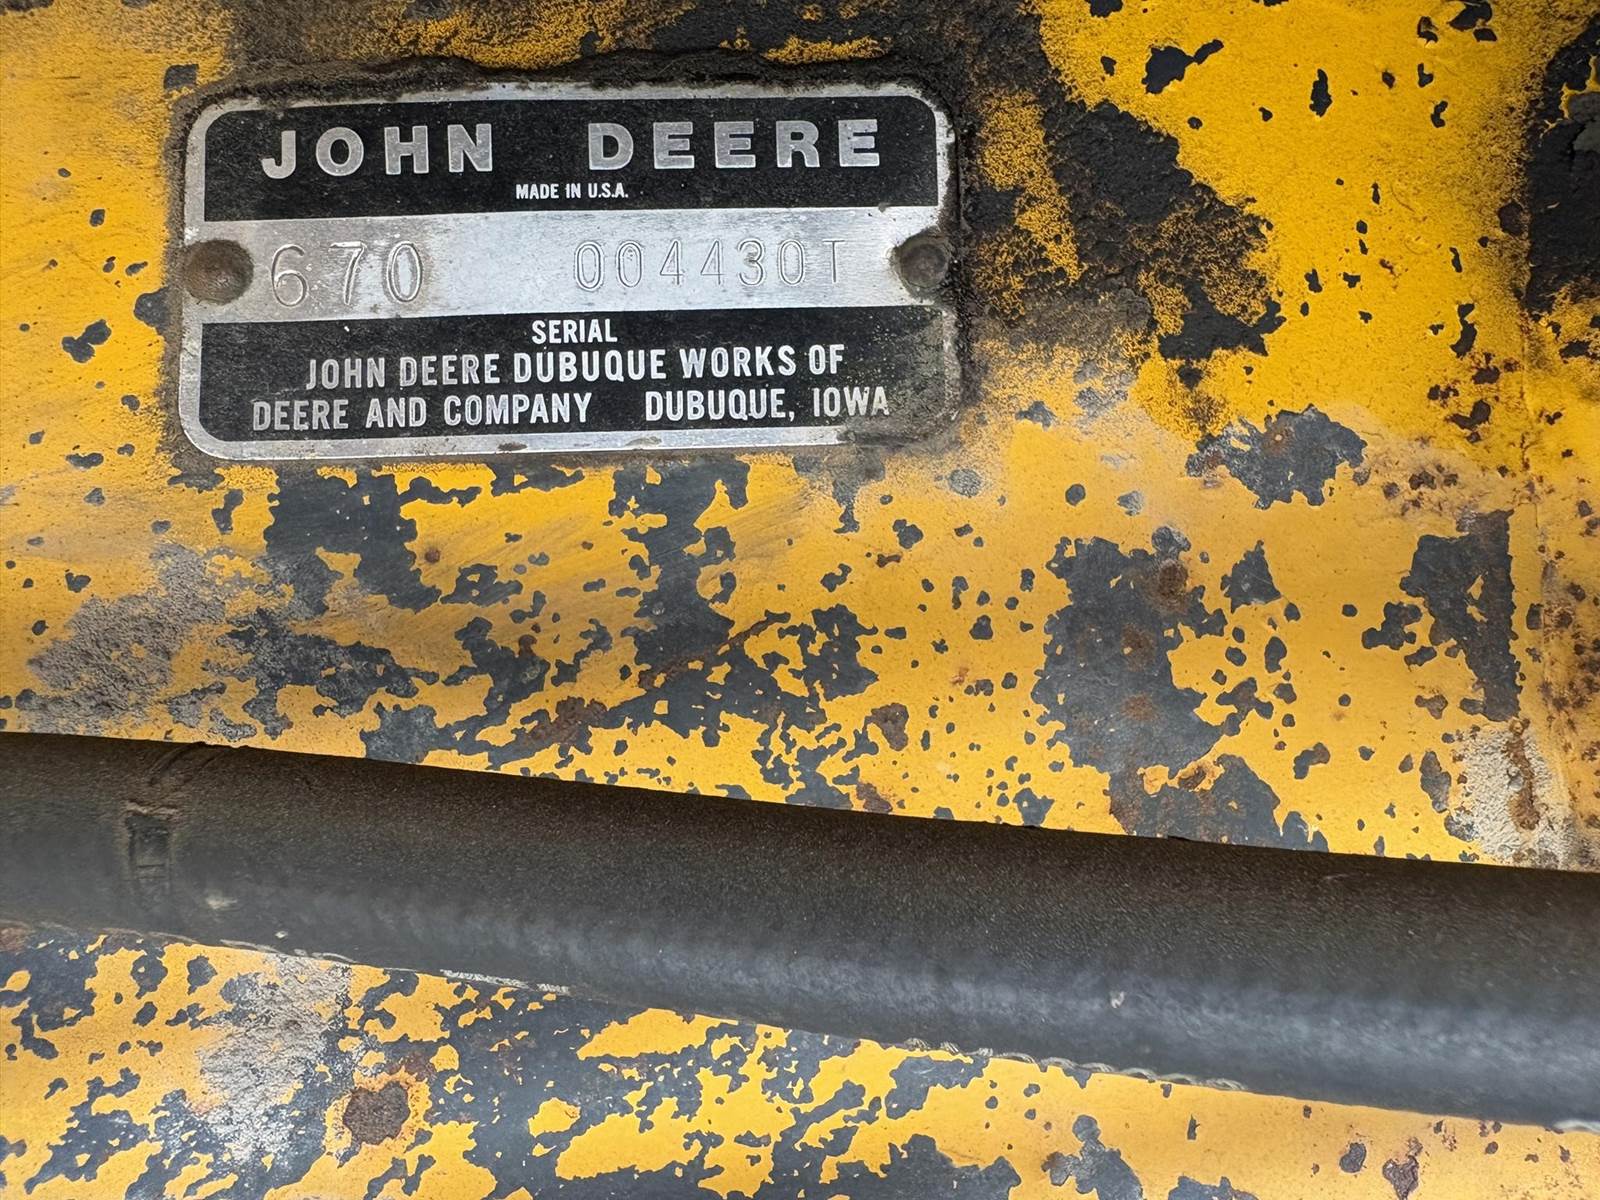 JOHN DEERE
MADE IN U.S.A.
670 004430T
SERIAL
JOHN DEERE DUBUQUE WORKS OF
DEERE AND COMPANY DUBUQUE, IOWA